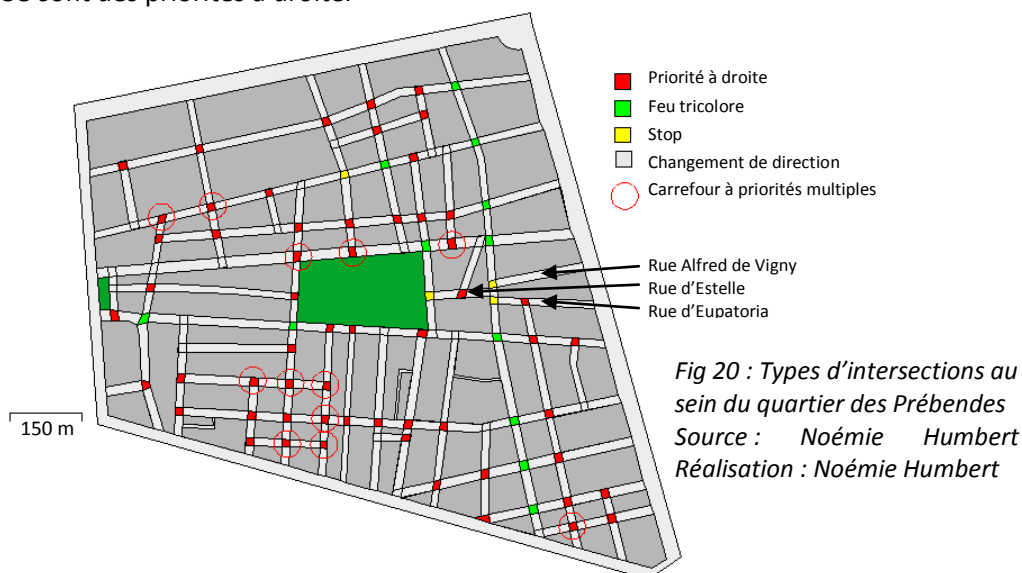 sont des priorités à droite.
Priorité à droite
Feu tricolore
Stop
Changement de direction
Carrefour à priorités multiples
Rue Alfred de Vigny
Rue d’Estelle
Rue d’Eupatoria
150 m
Fig 20 : Types d’intersections au
sein du quartier des Prébendes
Source : Noémie Humbert
Réalisation : Noémie Humbert